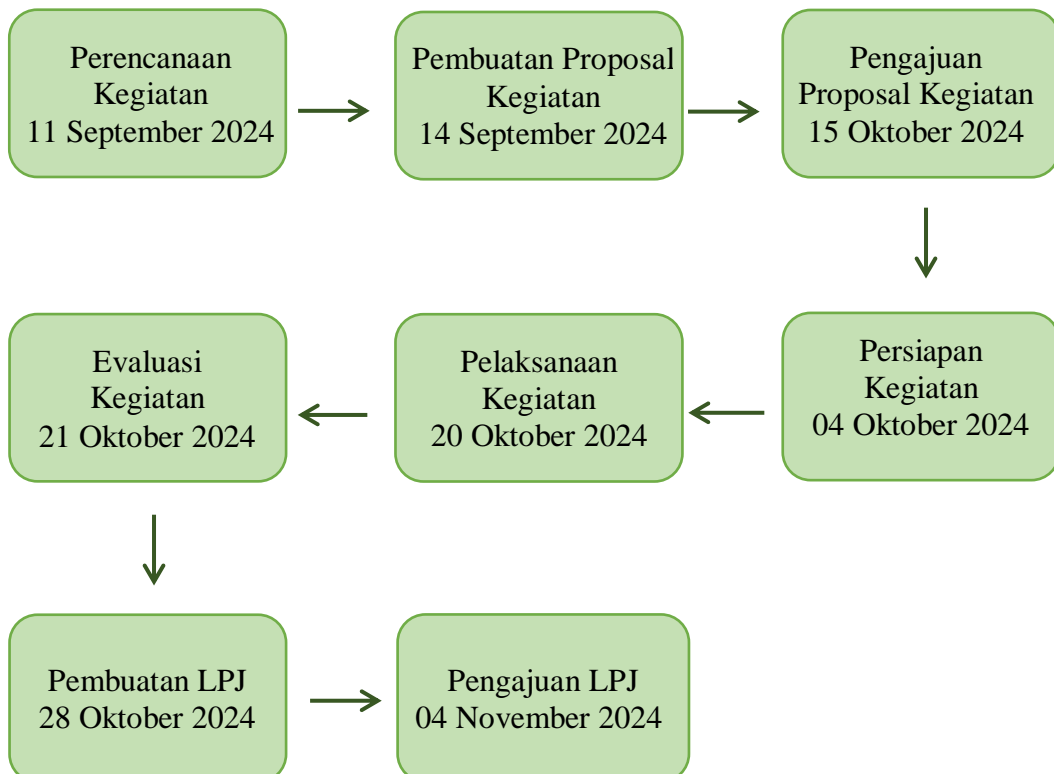 Perencanaan
Kegiatan
11 September 2024
Pembuatan Proposal
Kegiatan
14 September 2024
Pengajuan
Proposal Kegiatan
15 Oktober 2024
Persiapan
Kegiatan
04 Oktober 2024
Pelaksanaan
Kegiatan
20 Oktober 2024
Evaluasi
Kegiatan
21 Oktober 2024
Pembuatan LPJ
28 Oktober 2024
Pengajuan LPJ
04 November 2024